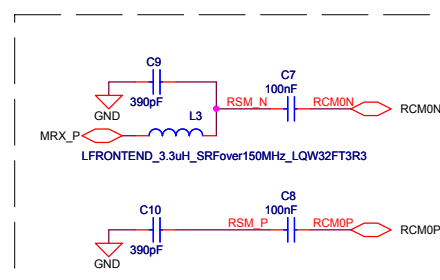 C9
C7
390pF
100nF
GND
RSM_N
RCM0N
RCM0N
L3
MRX_P
LFRONTEND_3.3uH_SRFover150MHz_LQW32FT3R3
C10
C8
100nF
RSM_P
RCM0P
RCM0P
390pF
GND